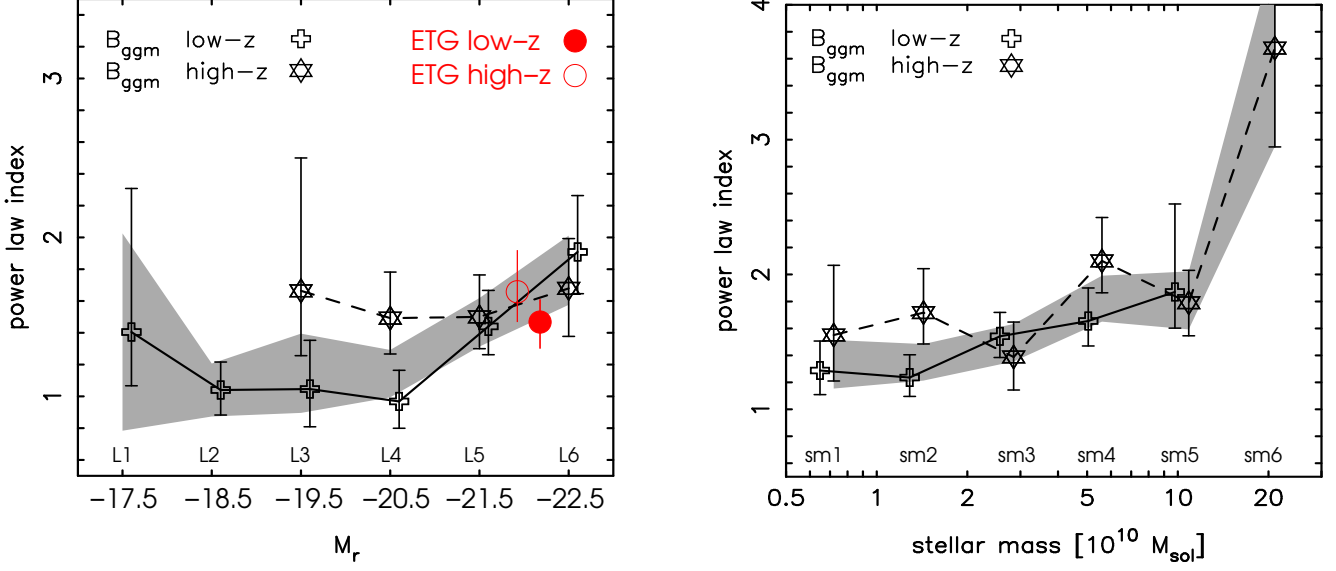 B_ggm low–z
B_ggm high–z
ETG low–z
ETG high–z
3
2
1
power law index
L1 L2 L3 L4 L5 L6
−17.5 −18.5 −19.5 −20.5 −21.5 −22.5
M_r
B_ggm low–z
B_ggm high–z
4
3
2
1
power law index
sm1 sm2 sm3 sm4 sm5 sm6
0.5 1 2 5 10 20
stellar mass [10^10 M_sol]